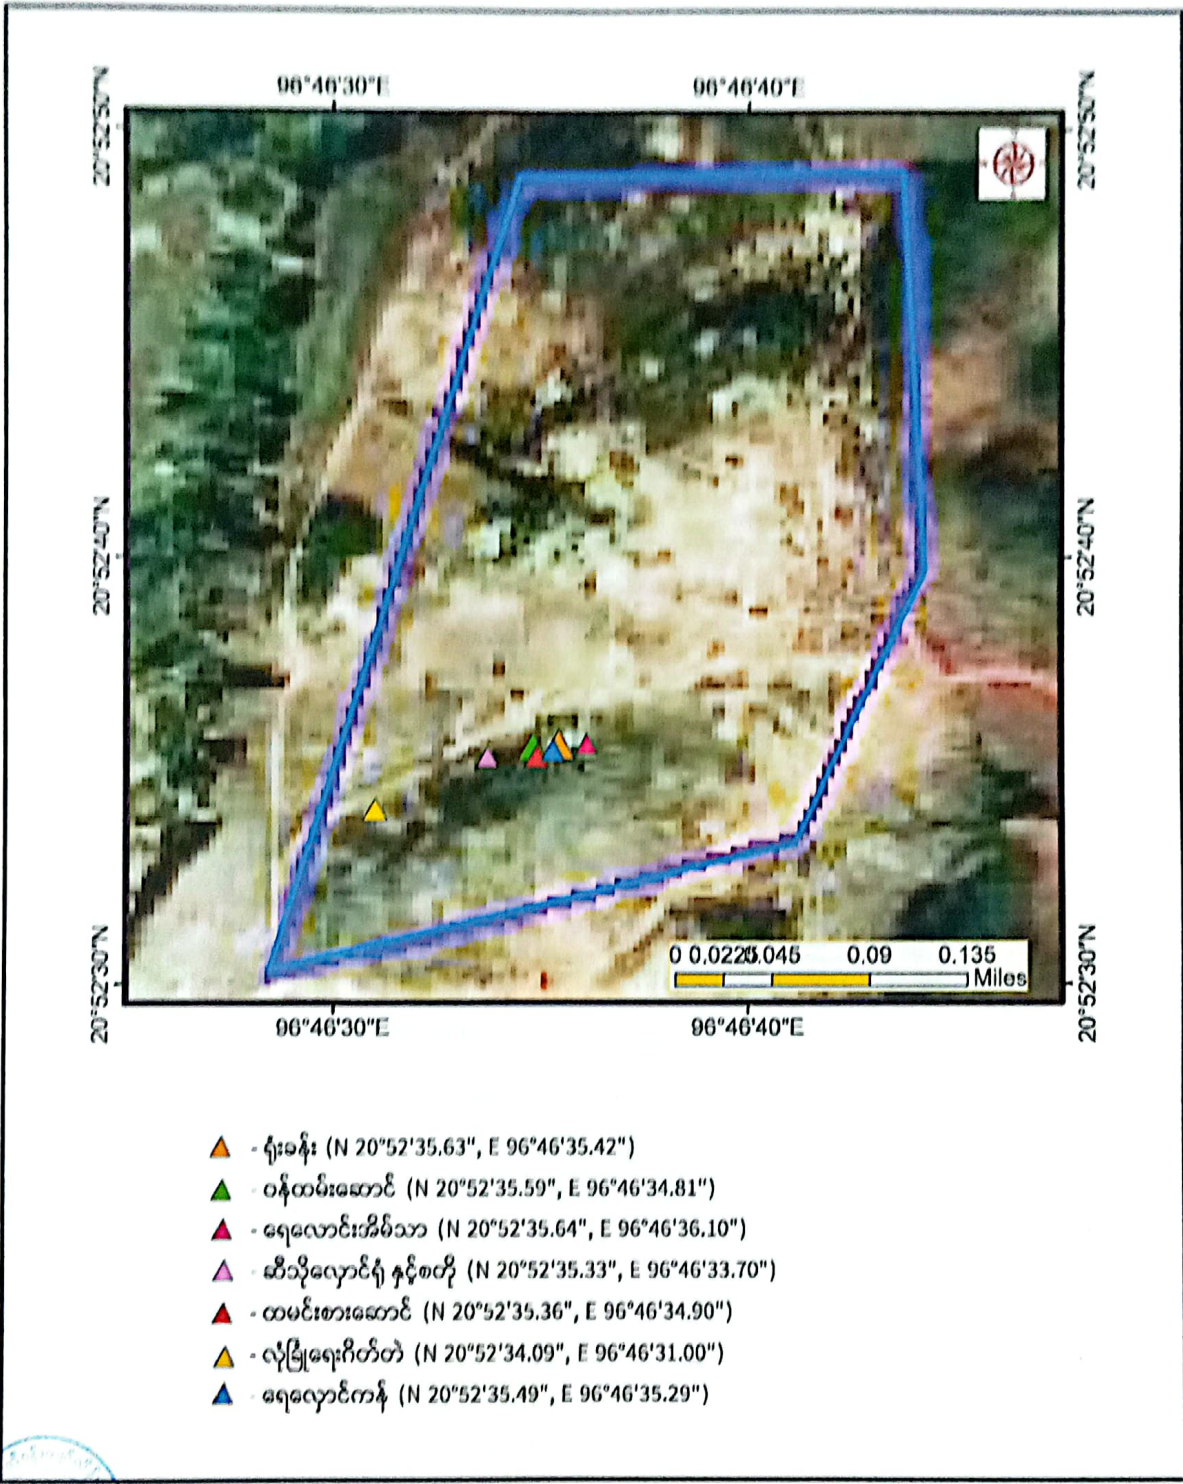 96°46'30"E 96°46'40"E
20°52'50"N 20°52'50"N
20°52'40"N 20°52'40"N
0 0.0225 0.045 0.09 0.135
Miles
20°52'30"N 20°52'30"N
96°46'30"E 96°46'40"E
- ရုံးခန်း (N 20°52'35.63", E 96°46'35.42")
- ဝန်ထမ်းဆောင် (N 20°52'35.59", E 96°46'34.81")
- ရေလောင်းအိမ်သာ (N 20°52'35.64", E 96°46'36.10")
- ဆီသိုလှောင်ရုံ နှင့်စတို (N 20°52'35.33", E 96°46'33.70")
- ထမင်းစားဆောင် (N 20°52'35.36", E 96°46'34.90")
- လုံခြုံရေးဂိတ်တဲ (N 20°52'34.09", E 96°46'31.00")
- ရေလှောင်ကန် (N 20°52'35.49", E 96°46'35.29")